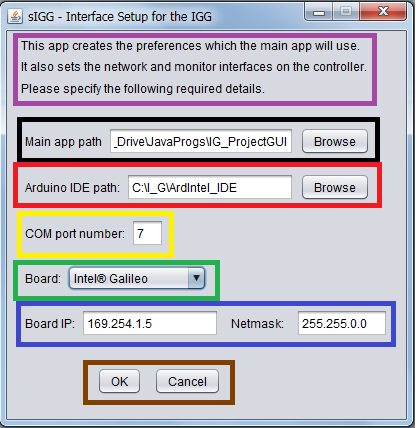 sIGG - Interface Setup for the IGG
This app creates the preferences which the main app will use.
It also sets the network and monitor interfaces on the controller.
Please specify the following required details.
Main app path _Drive\JavaProgs\IG_ProjectGUI Browse
Arduino IDE path: C:\I_G\ArdIntel_IDE Browse
COM port number: 7
Board: Intel® Galileo
Board IP: 169.254.1.5 Netmask: 255.255.0.0
OK Cancel